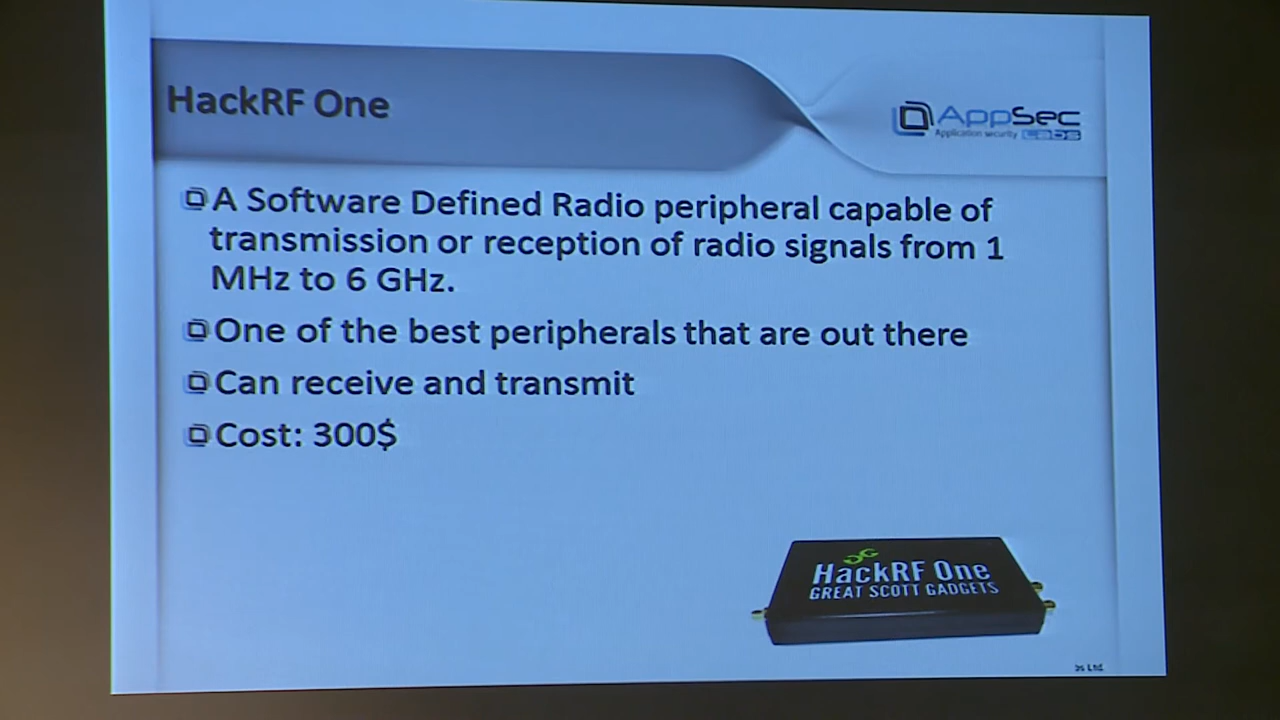 HackRF One
AppSec
Application security Labs
A Software Defined Radio peripheral capable of
transmission or reception of radio signals from 1
MHz to 6 GHz.
One of the best peripherals that are out there
Can receive and transmit
Cost: 300$
HackRF One
GREAT SCOTT GADGETS
bs Ltd.